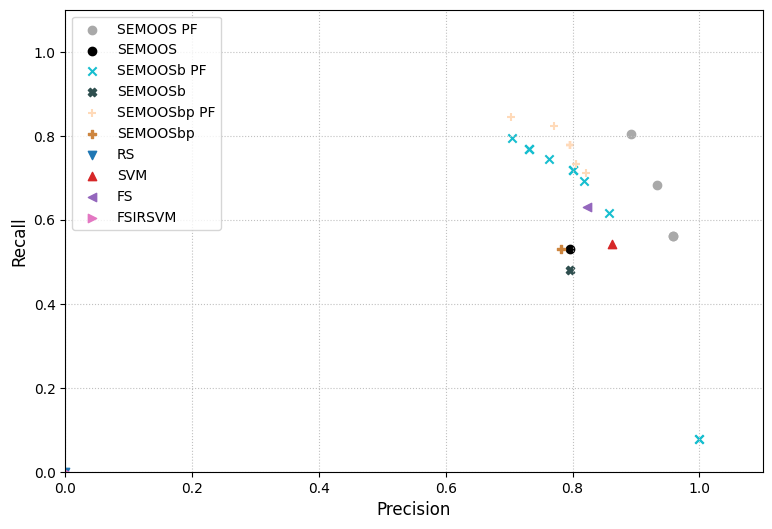 SEMOOS PF
SEMOOS
SEMOOSb PF
SEMOOSb
SEMOOSbp PF
SEMOOSbp
RS
SVM
FS
FSIRSVM
1.0
0.8
0.6
0.4
0.2
0.0
Recall
0.0 0.2 0.4 0.6 0.8 1.0
Precision